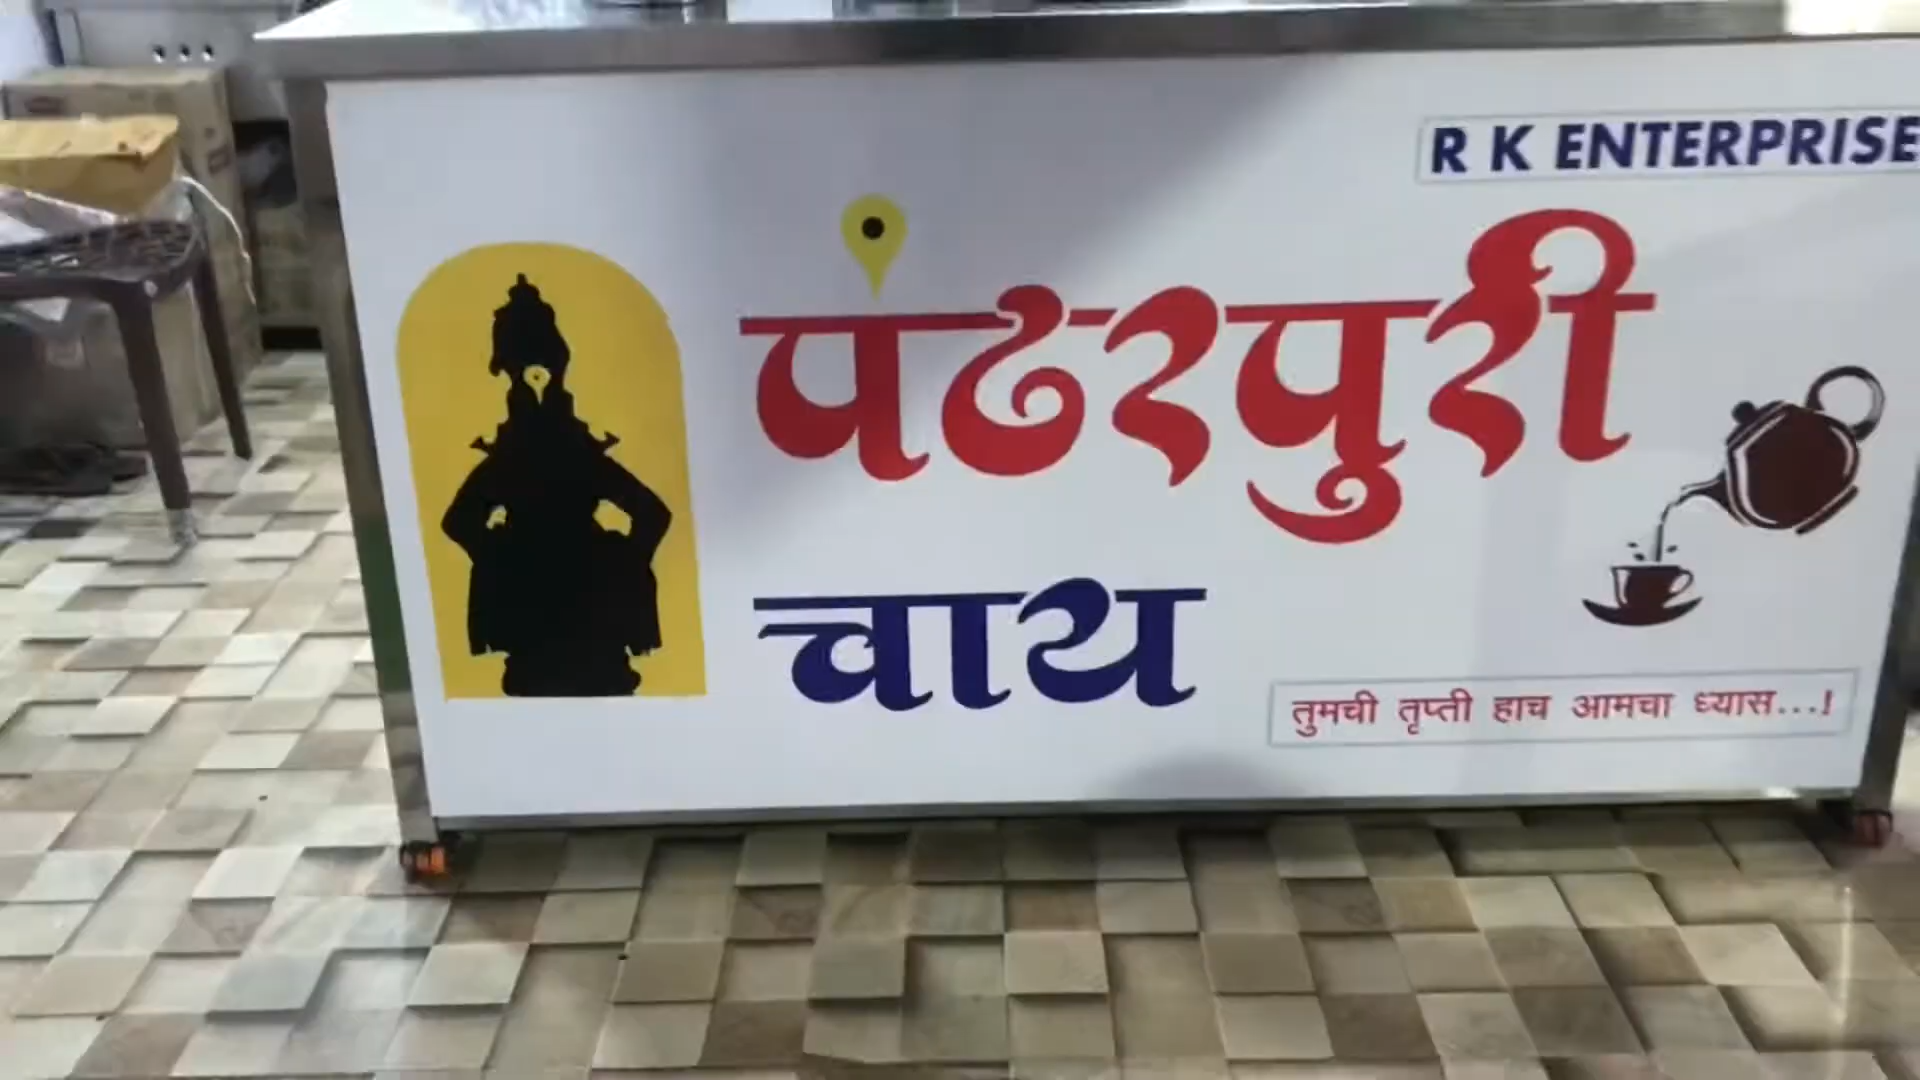 R K ENTERPRISE
पंढरपुरी
चाय
तुमची तृप्ती हाच आमचा ध्यास...!